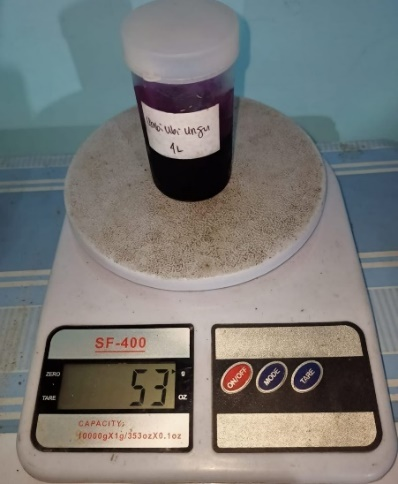 Ubi Ungu
1L
SF-400
ZERO
TARE
53
g
OZ
CAPACITY:
10000gX1g/353ozX0.1oz
ON/OFF
MODE
TARE